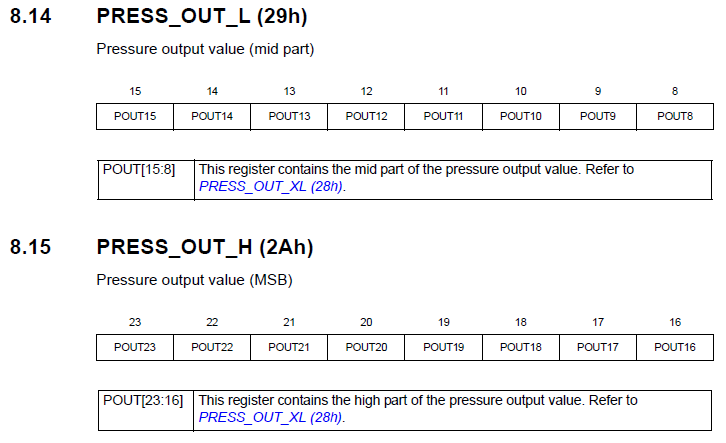 8.14 PRESS_OUT_L (29h)
Pressure output value (mid part)
15 14 13 12 11 10 9 8
POUT15 POUT14 POUT13 POUT12 POUT11 POUT10 POUT9 POUT8
POUT[15:8] This register contains the mid part of the pressure output value. Refer to
PRESS_OUT_XL (28h).
8.15 PRESS_OUT_H (2Ah)
Pressure output value (MSB)
23 22 21 20 19 18 17 16
POUT23 POUT22 POUT21 POUT20 POUT19 POUT18 POUT17 POUT16
POUT[23:16] This register contains the high part of the pressure output value. Refer to
PRESS_OUT_XL (28h).